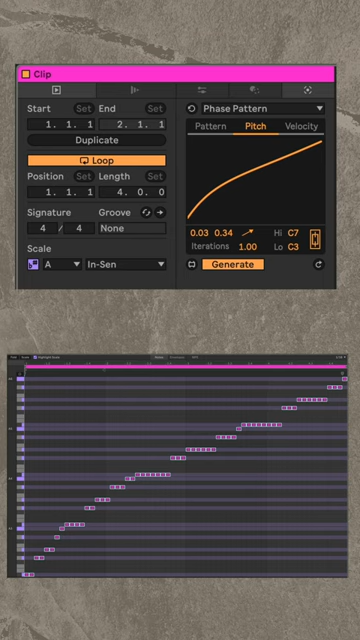 Clip
Start Set End Set
1. 1. 1 2. 1. 1
Duplicate
Loop
Position Set Length Set
1. 1. 1 4. 0. 0
Signature Groove
4 / 4 None
Scale
A In-Sen
Phase Pattern
Pattern Pitch Velocity
0.03 0.34 Hi C7
Iterations 1.00 Lo C3
Generate